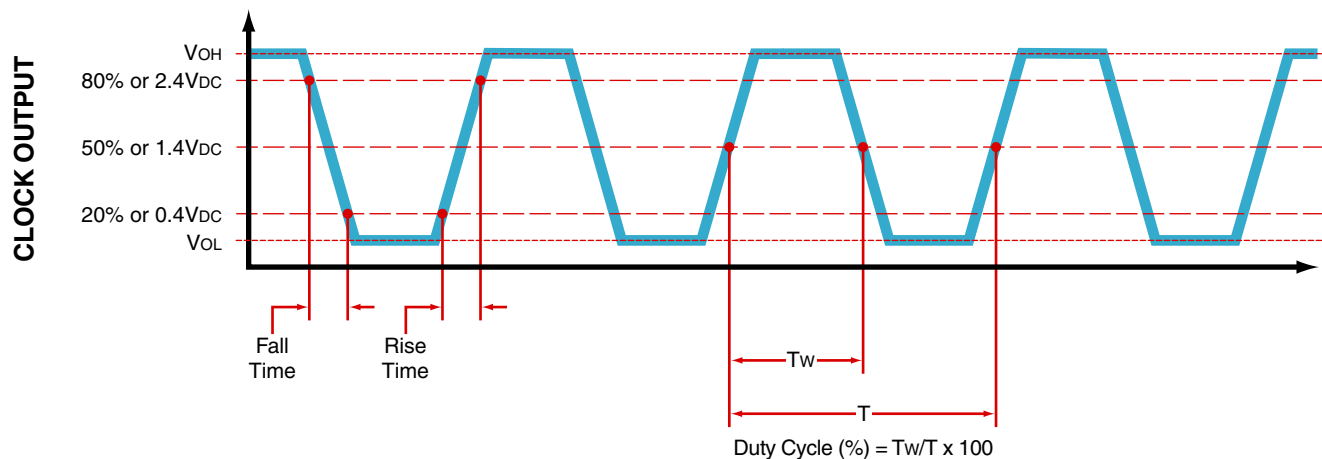 CLOCK OUTPUT
VOH
80% or 2.4VDC
50% or 1.4VDC
20% or 0.4VDC
VOL
Fall
Time
Rise
Time
TW
T
Duty Cycle (%) = TW/T x 100